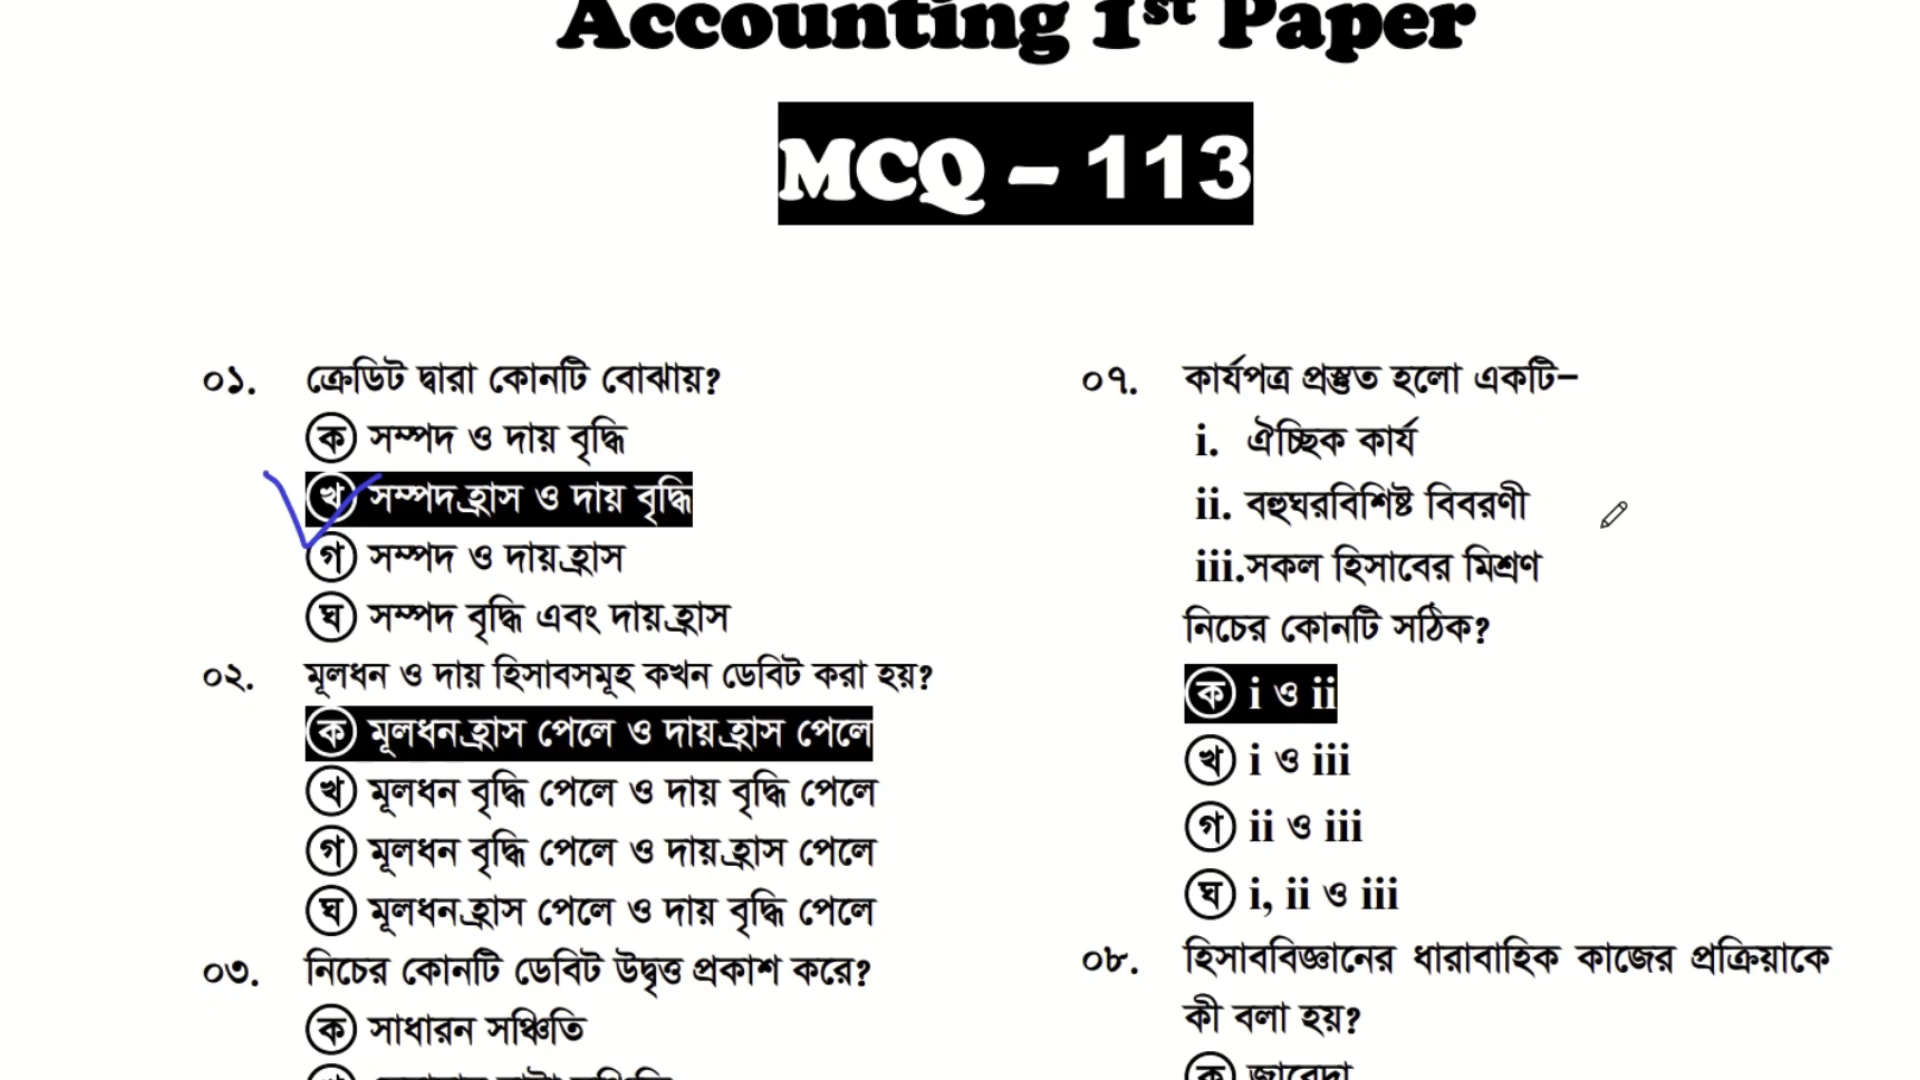 Accounting 1st Paper
MCQ – 113
০১. ক্রেডিট দ্বারা কোনটি বোঝায়?
ক সম্পদ ও দায় বৃদ্ধি
খ সম্পদ হ্রাস ও দায় বৃদ্ধি
গ সম্পদ ও দায় হ্রাস
ঘ সম্পদ বৃদ্ধি এবং দায় হ্রাস
০২. মূলধন ও দায় হিসাবসমূহ কখন ডেবিট করা হয়?
ক মূলধন হ্রাস পেলে ও দায় হ্রাস পেলে
খ মূলধন বৃদ্ধি পেলে ও দায় বৃদ্ধি পেলে
গ মূলধন বৃদ্ধি পেলে ও দায় হ্রাস পেলে
ঘ মূলধন হ্রাস পেলে ও দায় বৃদ্ধি পেলে
০৩. নিচের কোনটি ডেবিট উদ্বৃত্ত প্রকাশ করে?
ক সাধারন সঞ্চিতি
০৭. কার্যপত্র প্রস্তুত হলো একটি–
i. ঐচ্ছিক কার্য
ii. বহুঘরবিশিষ্ট বিবরণী
iii.সকল হিসাবের মিশ্রণ
নিচের কোনটি সঠিক?
ক i ও ii
খ i ও iii
গ ii ও iii
ঘ i, ii ও iii
০৮. হিসাববিজ্ঞানের ধারাবাহিক কাজের প্রক্রিয়াকে
কী বলা হয়?
ক জাবেদা